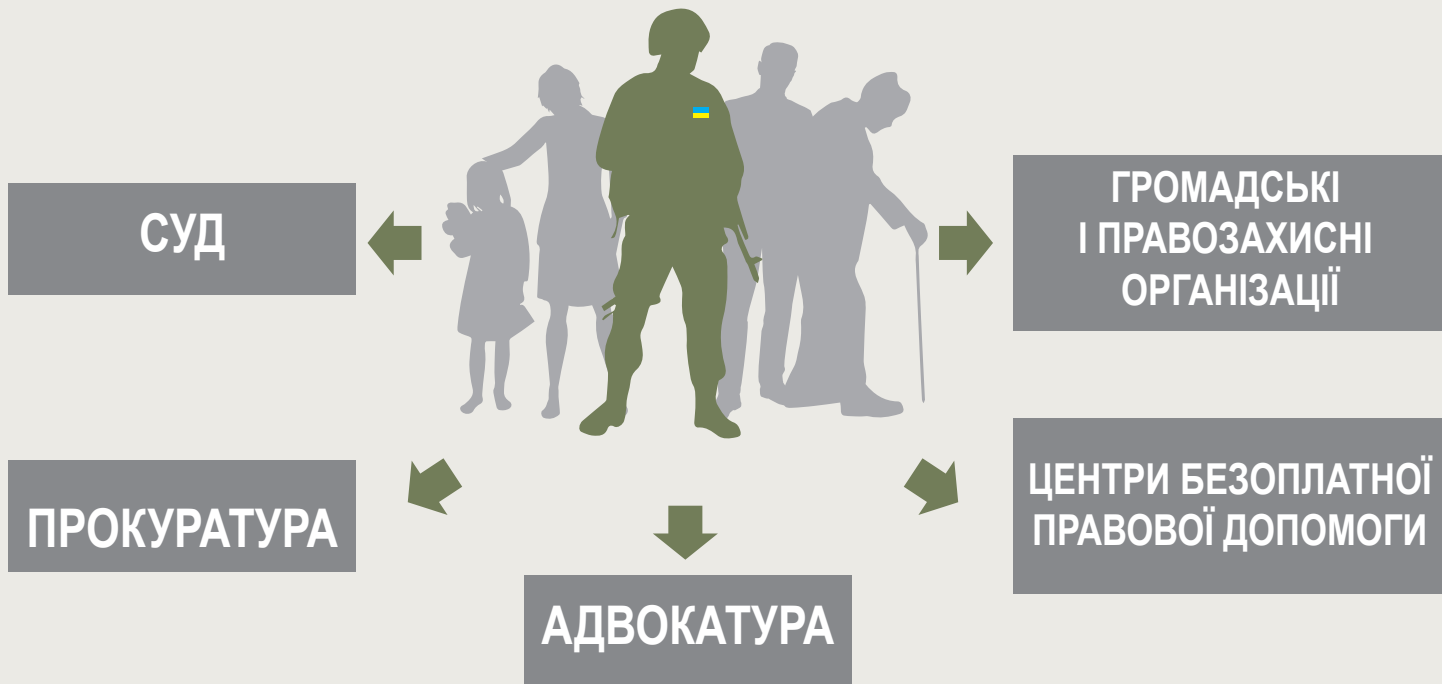 СУД
ГРОМАДСЬКІ
І ПРАВОЗАХИСНІ
ОРГАНІЗАЦІЇ
ПРОКУРАТУРА
ЦЕНТРИ БЕЗОПЛАТНОЇ
ПРАВОВОЇ ДОПОМОГИ
АДВОКАТУРА